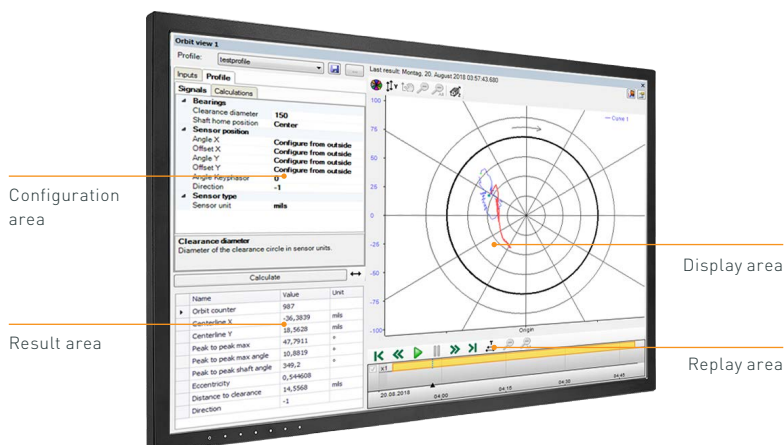 Orbit view 1
Profile: testprofile
...
Inputs Profile
Signals Calculations
Bearings
Clearance diameter 150
Shaft home position Center
Sensor position
Angle X Configure from outside
Offset X Configure from outside
Angle Y Configure from outside
Offset Y Configure from outside
Angle Keyphasor 0
Direction -1
Sensor type
Sensor unit mils
Clearance diameter
Diameter of the clearance circle in sensor units.
Calculate
Name Value Unit
Orbit counter 987
Centerline X -36,3839 mils
Centerline Y 18,5628 mils
Peak to peak max 47,7911 °
Peak to peak max angle 10,8819 °
Peak to peak shaft angle 349,2 °
Eccentricity 0,544608
Distance to clearance 14,5568 mils
Direction -1
Last result: Montag, 20. August 2018 03:57:43.680
Y
100
75
50
25
0
-25
-50
-75
-100
Curve 1
Origin
T
x1
20.08.2018 04:00 04:15 04:30 04:45
Configuration
area
Result area
Display area
Replay area